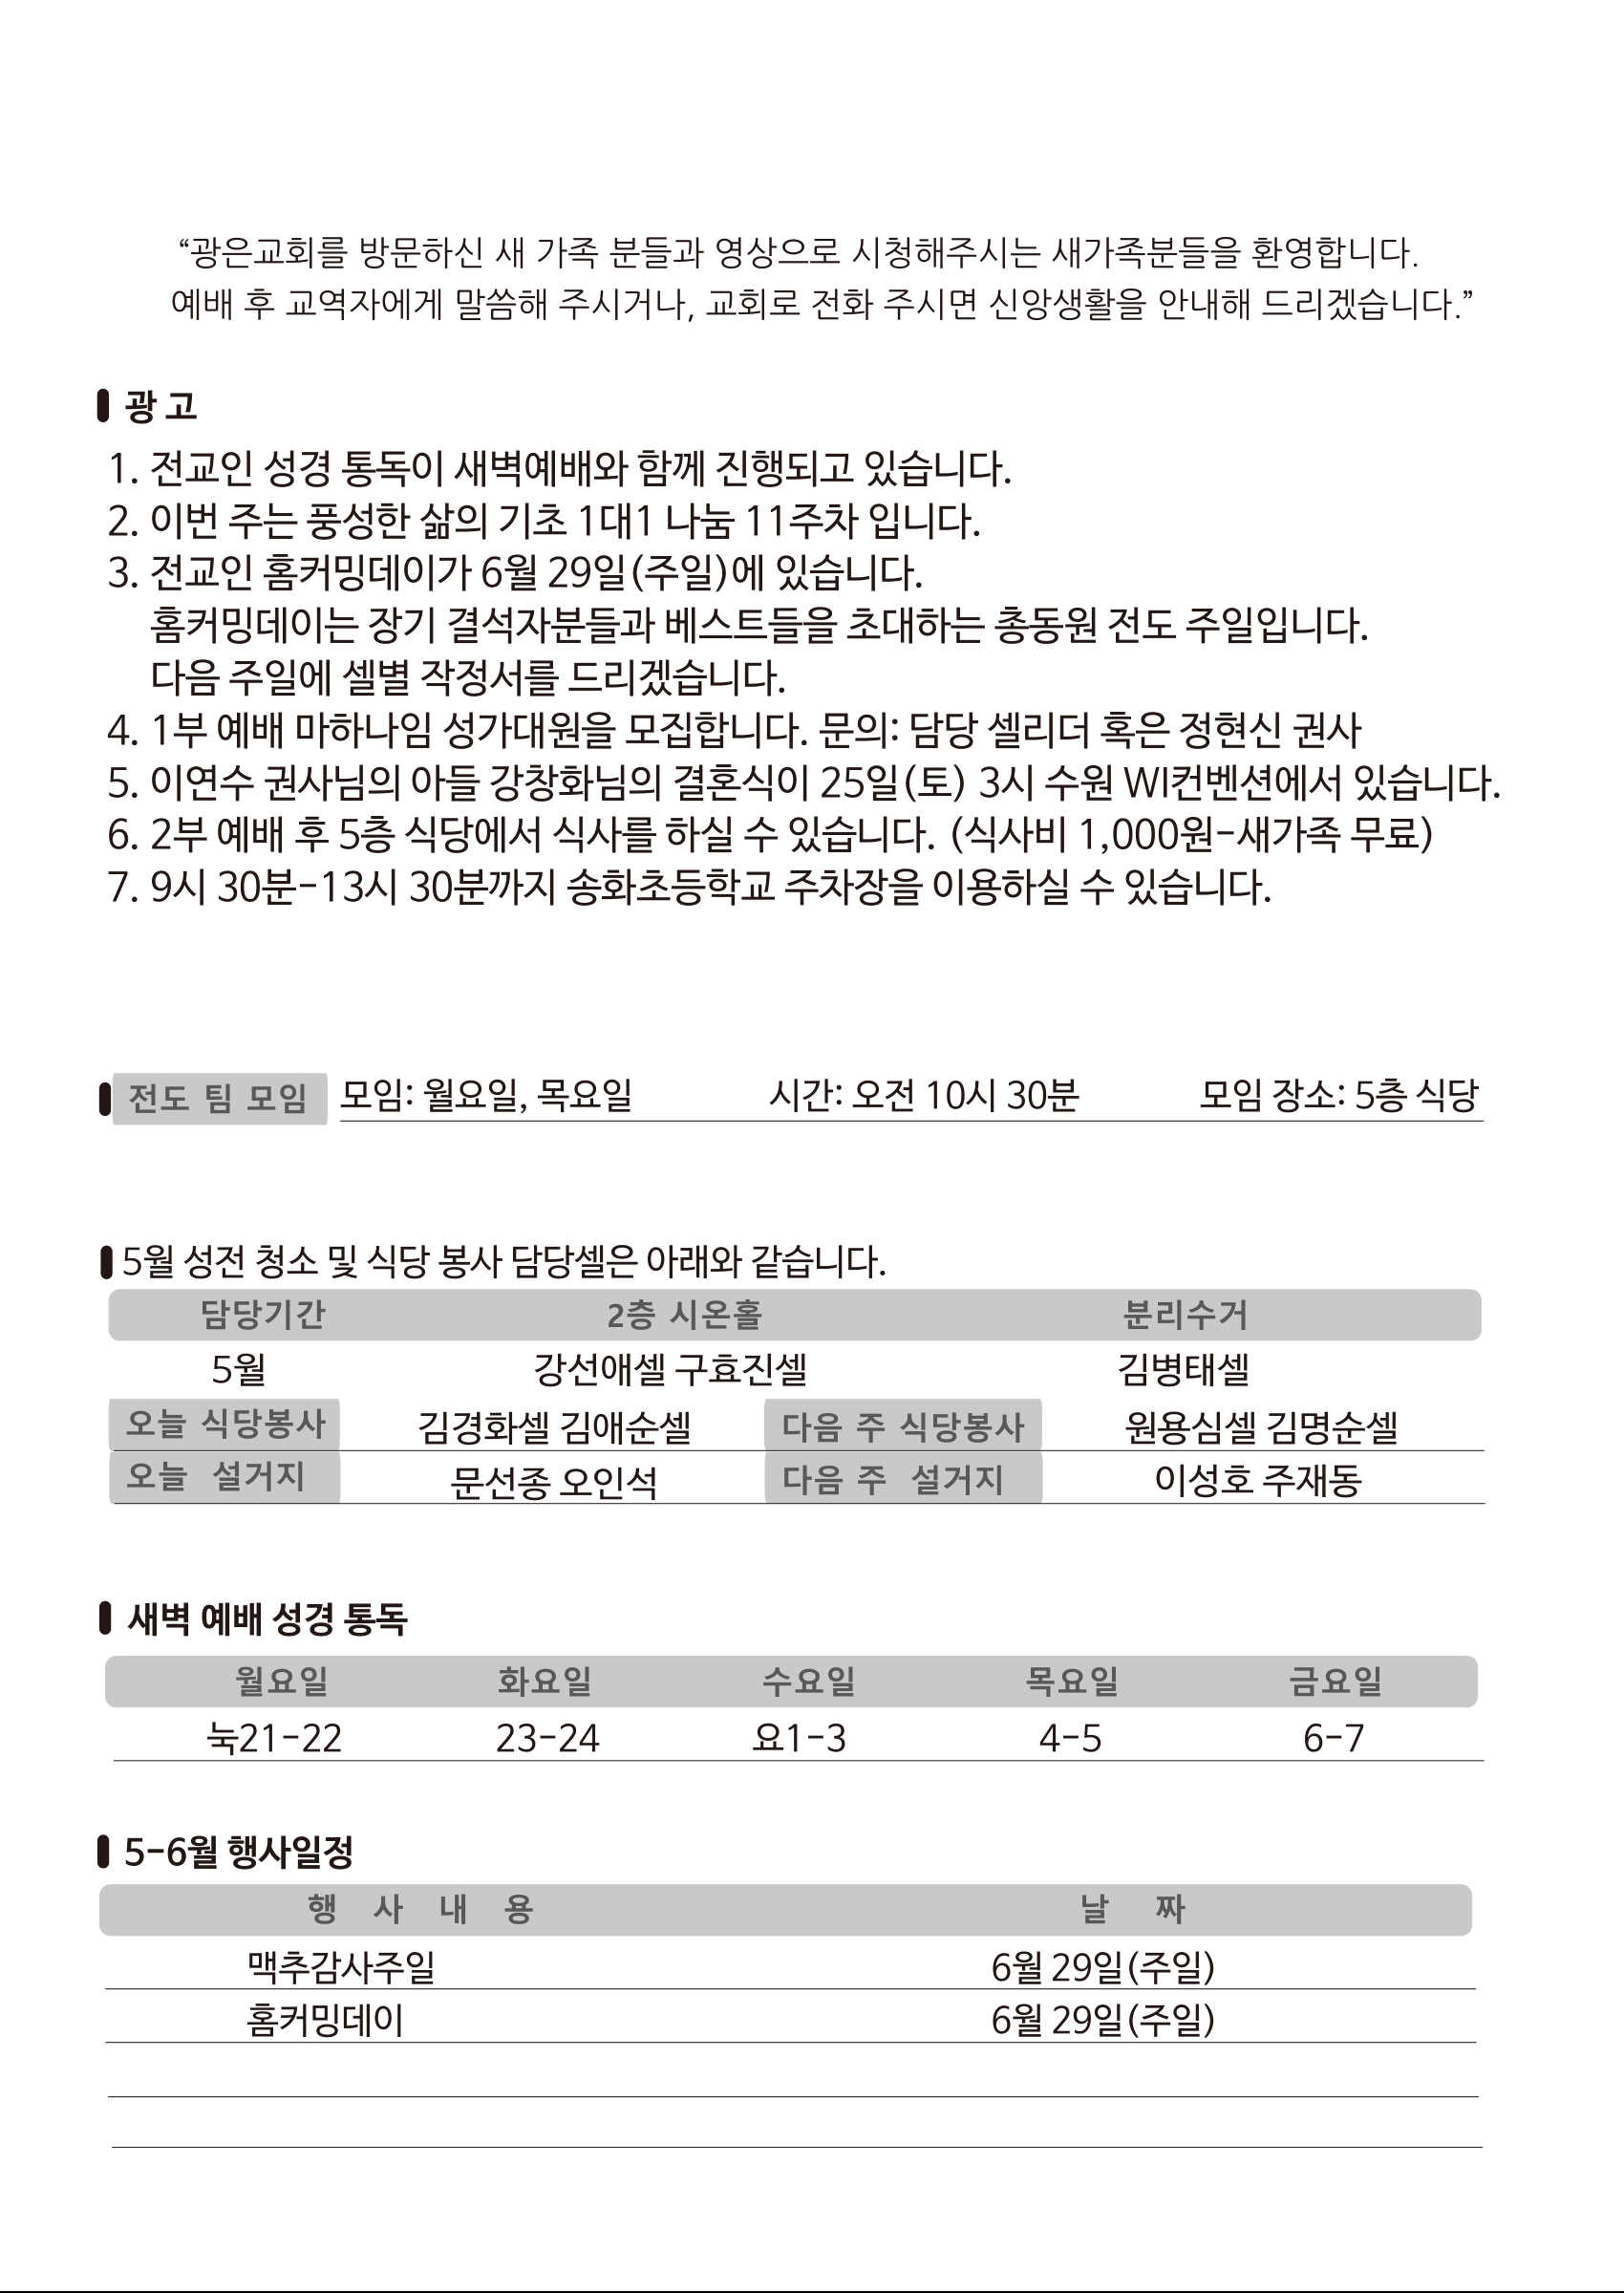 “광은교회를 방문하신 새 가족 분들과 영상으로 시청해주시는 새가족분들을 환영합니다.
예배 후 교역자에게 말씀해 주시거나, 교회로 전화 주시면 신앙생활을 안내해 드리겠습니다.”
광 고
1. 전교인 성경 통독이 새벽예배와 함께 진행되고 있습니다.
2. 이번 주는 풍성한 삶의 기초 1대1 나눔 11주차 입니다.
3. 전교인 홈커밍데이가 6월 29일(주일)에 있습니다.
홈커밍데이는 장기 결석자분들과 베스트들을 초대하는 총동원 전도 주일입니다.
다음 주일에 셀별 작정서를 드리겠습니다.
4. 1부 예배 마하나임 성가대원을 모집합니다. 문의: 담당 셀리더 혹은 정현신 권사
5. 이연수 권사님의 아들 강창화님의 결혼식이 25일(토) 3시 수원 WI컨벤션에서 있습니다.
6. 2부 예배 후 5층 식당에서 식사를 하실 수 있습니다. (식사비 1,000원-새가족 무료)
7. 9시 30분-13시 30분까지 송화초등학교 주차장을 이용하실 수 있습니다.
전도 팀 모임 모임: 월요일, 목요일 시간: 오전 10시 30분 모임 장소: 5층 식당
5월 성전 청소 및 식당 봉사 담당셀은 아래와 같습니다.
담당기간 2층 시온홀 분리수거
5월 강선애셀 구효진셀 김병태셀
오늘 식당봉사 김경화셀 김애순셀 다음 주 식당봉사 원용심셀 김명순셀
오늘 설거지 문선종 오인석 다음 주 설거지 이성호 주재동
새벽 예배 성경 통독
월요일 화요일 수요일 목요일 금요일
눅21-22 23-24 요1-3 4-5 6-7
5-6월 행사일정
행 사 내 용 날 짜
맥추감사주일 6월 29일(주일)
홈커밍데이 6월 29일(주일)